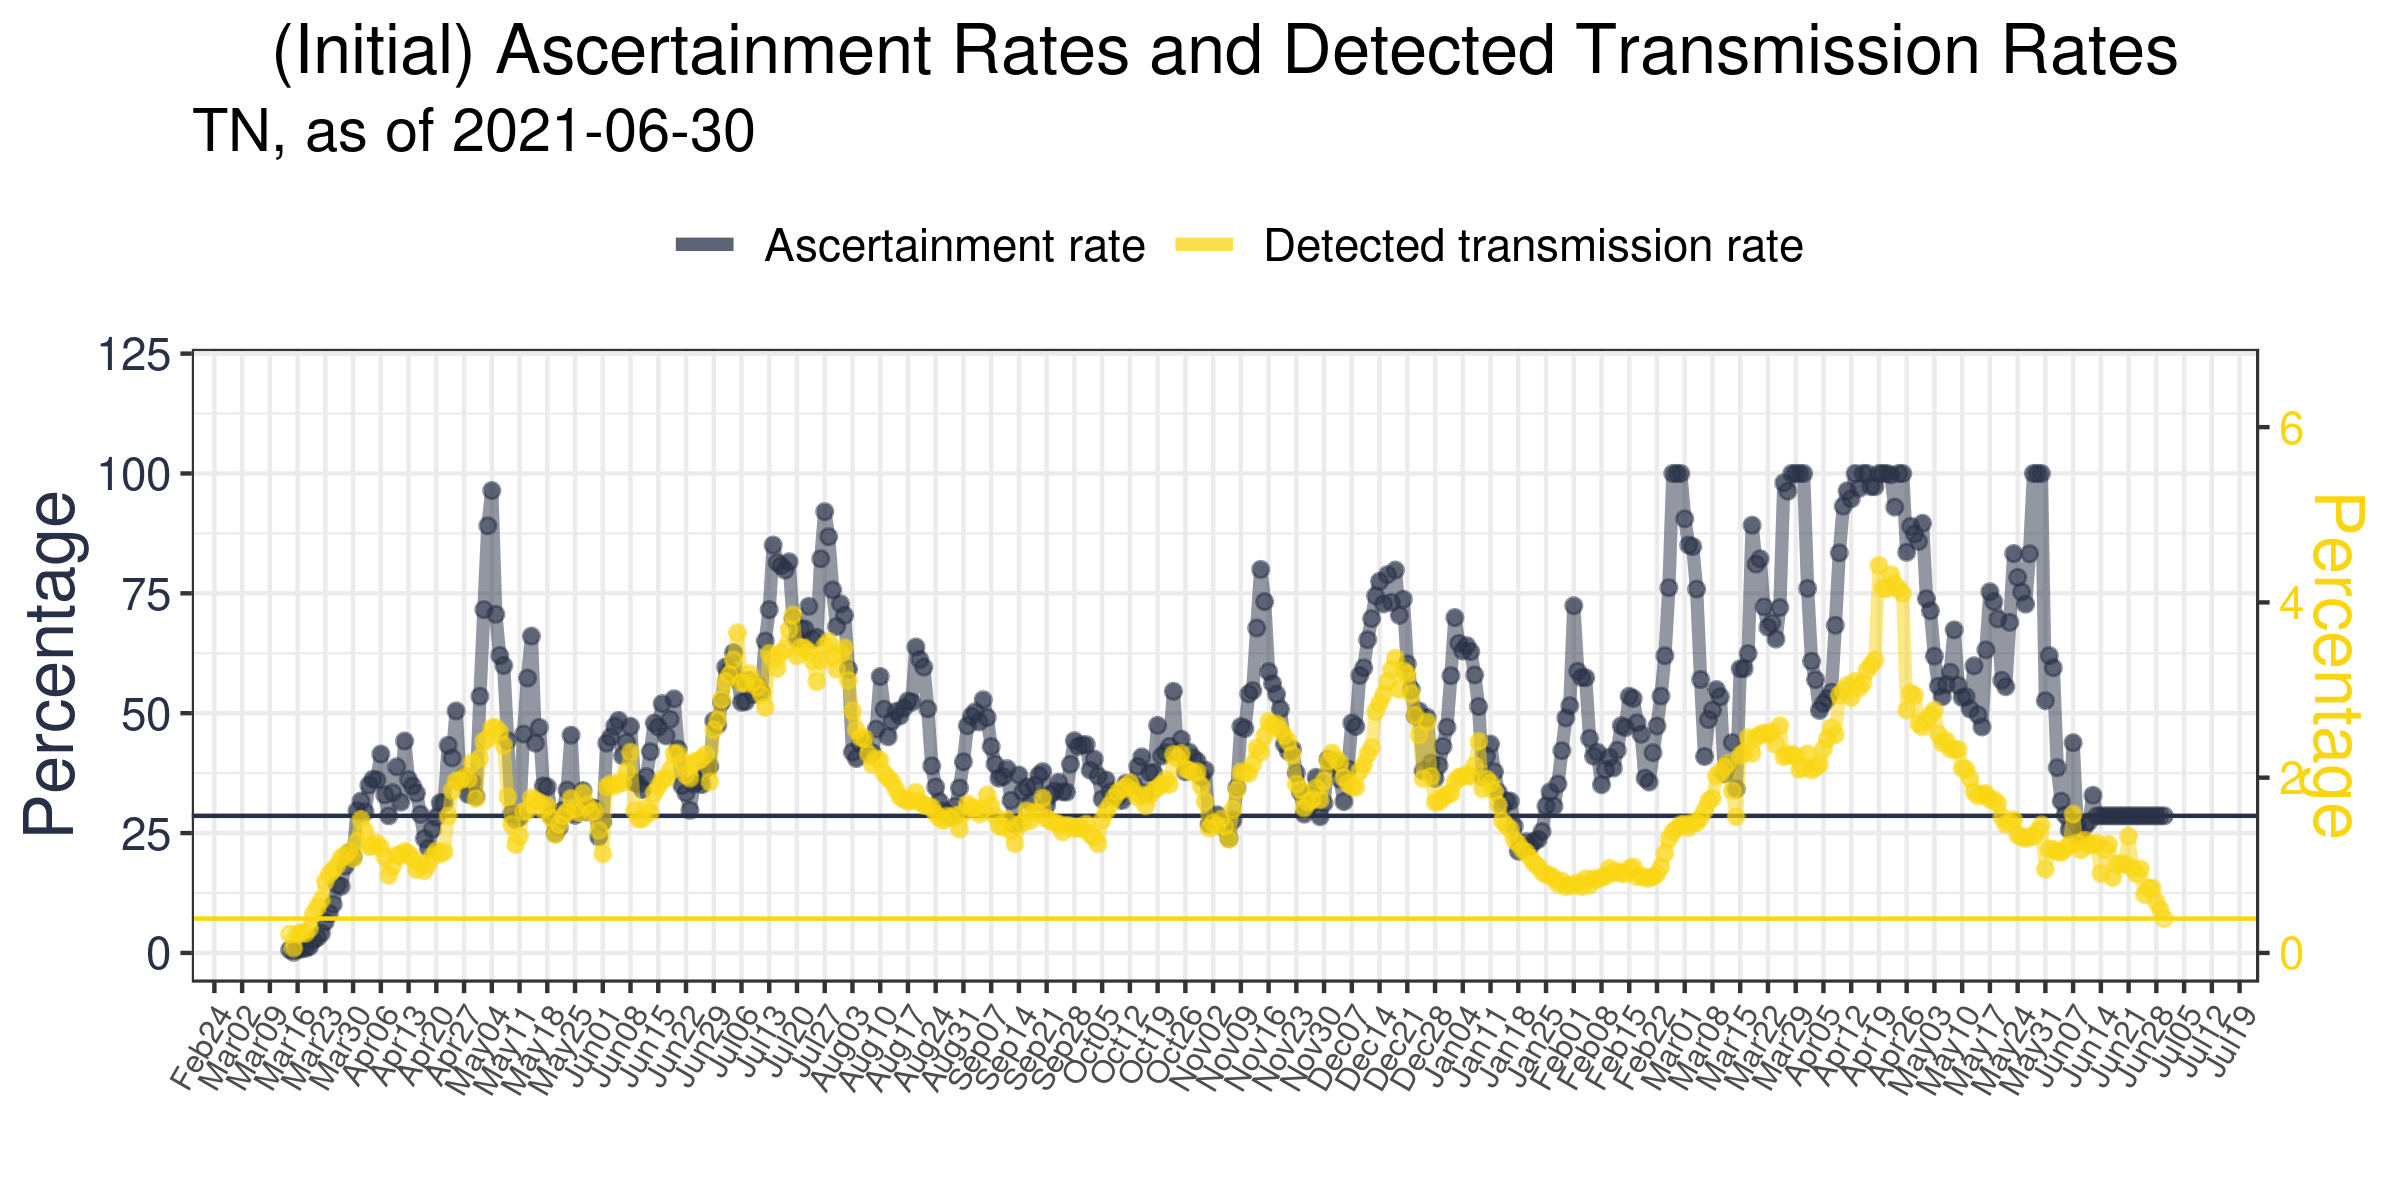 (Initial) Ascertainment Rates and Detected Transmission Rates
TN, as of 2021-06-30
Ascertainment rate
Detected transmission rate
Percentage
125
100
75
50
25
0
6
4
2
0
Percentage
Feb24
Mar02
Mar09
Mar16
Mar23
Mar30
Apr06
Apr13
Apr20
Apr27
May04
May11
May18
May25
Jun01
Jun08
Jun15
Jun22
Jun29
Jul06
Jul13
Jul20
Jul27
Aug03
Aug10
Aug17
Aug24
Aug31
Sep07
Sep14
Sep21
Sep28
Oct05
Oct12
Oct19
Oct26
Nov02
Nov09
Nov16
Nov23
Nov30
Dec07
Dec14
Dec21
Dec28
Jan04
Jan11
Jan18
Jan25
Feb01
Feb08
Feb15
Feb22
Mar01
Mar08
Mar15
Mar22
Mar29
Apr05
Apr12
Apr19
Apr26
May03
May10
May17
May24
May31
Jun07
Jun14
Jun21
Jun28
Jul05
Jul12
Jul19